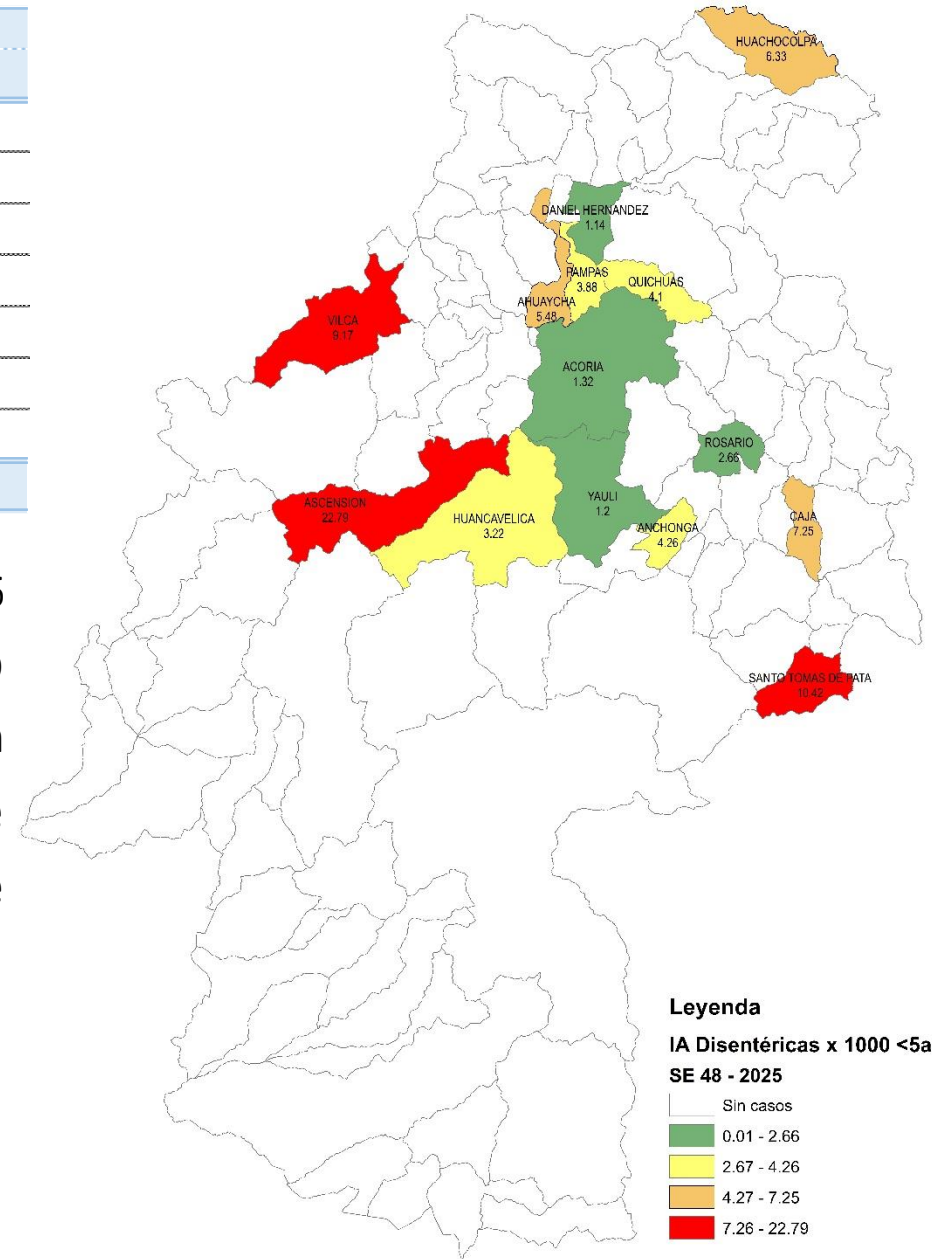 HUACHOCOLPA
6.33
DANIEL HERNANDEZ
1.14
PAMPAS
3.88
QUICHUAS
4.1
AHUAYCHA
5.48
VILCA
9.17
ACORIA
1.32
ROSARIO
2.66
ASCENSION
22.79
HUANCAVELICA
3.22
YAULI
1.2
ANCHONGA
4.26
CAJA
7.25
SANTO TOMAS DE PATA
10.42
Leyenda
IA Disentéricas x 1000 <5a
SE 48 - 2025
Sin casos
0.01 - 2.66
2.67 - 4.26
4.27 - 7.25
7.26 - 22.79